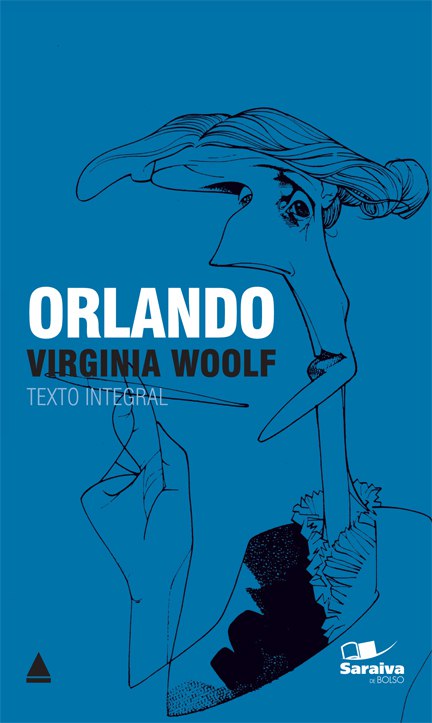 ORLANDO
VIRGINIA WOOLF
TEXTO INTEGRAL
Saraiva
DE BOLSO